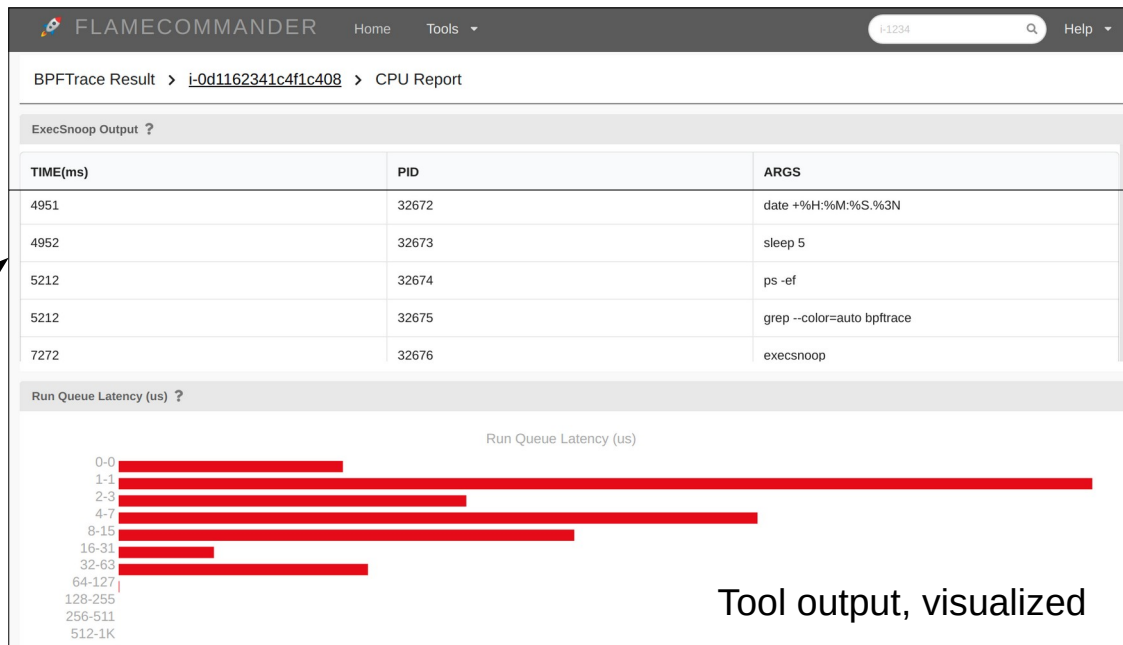 FLAMECOMMANDER Home Tools i-1234 Help
BPFTrace Result > i-0d1162341c4f1c408 > CPU Report
ExecSnoop Output ?
TIME(ms) PID ARGS
4951 32672 date +%H:%M:%S.%3N
4952 32673 sleep 5
5212 32674 ps -ef
5212 32675 grep --color=auto bpftrace
7272 32676 execsnoop
Run Queue Latency (us) ?
Run Queue Latency (us)
0-0
1-1
2-3
4-7
8-15
16-31
32-63
64-127
128-255
256-511
512-1K
Tool output, visualized